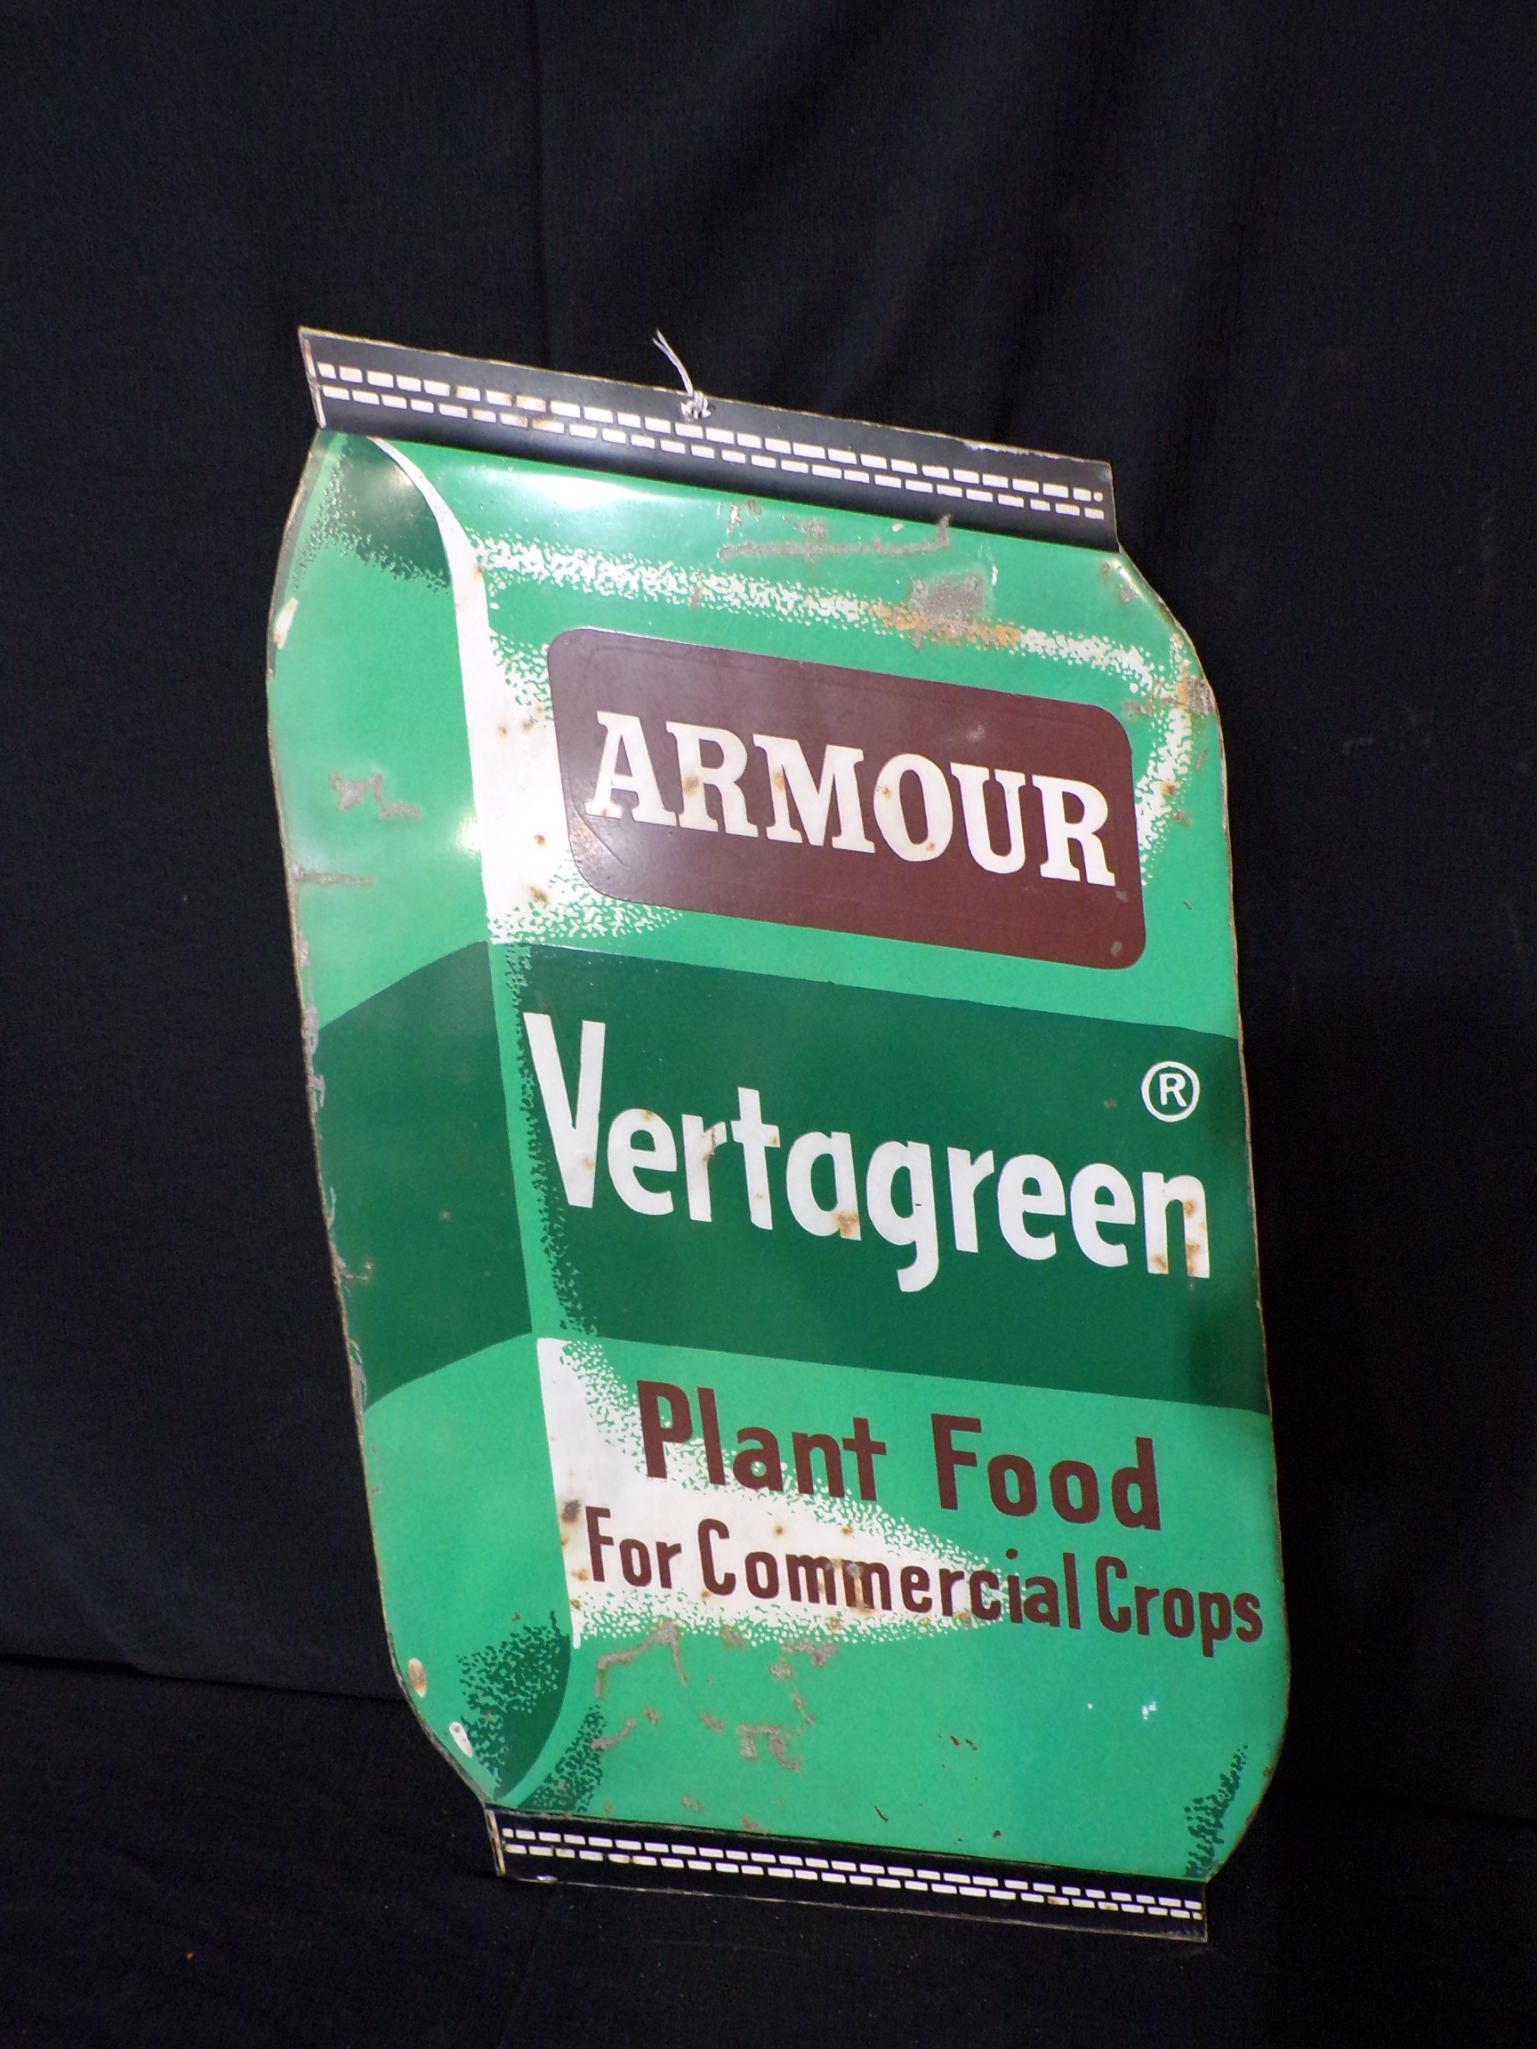 ARMOUR
Vertagreen ®
Plant Food
For Commercial Crops